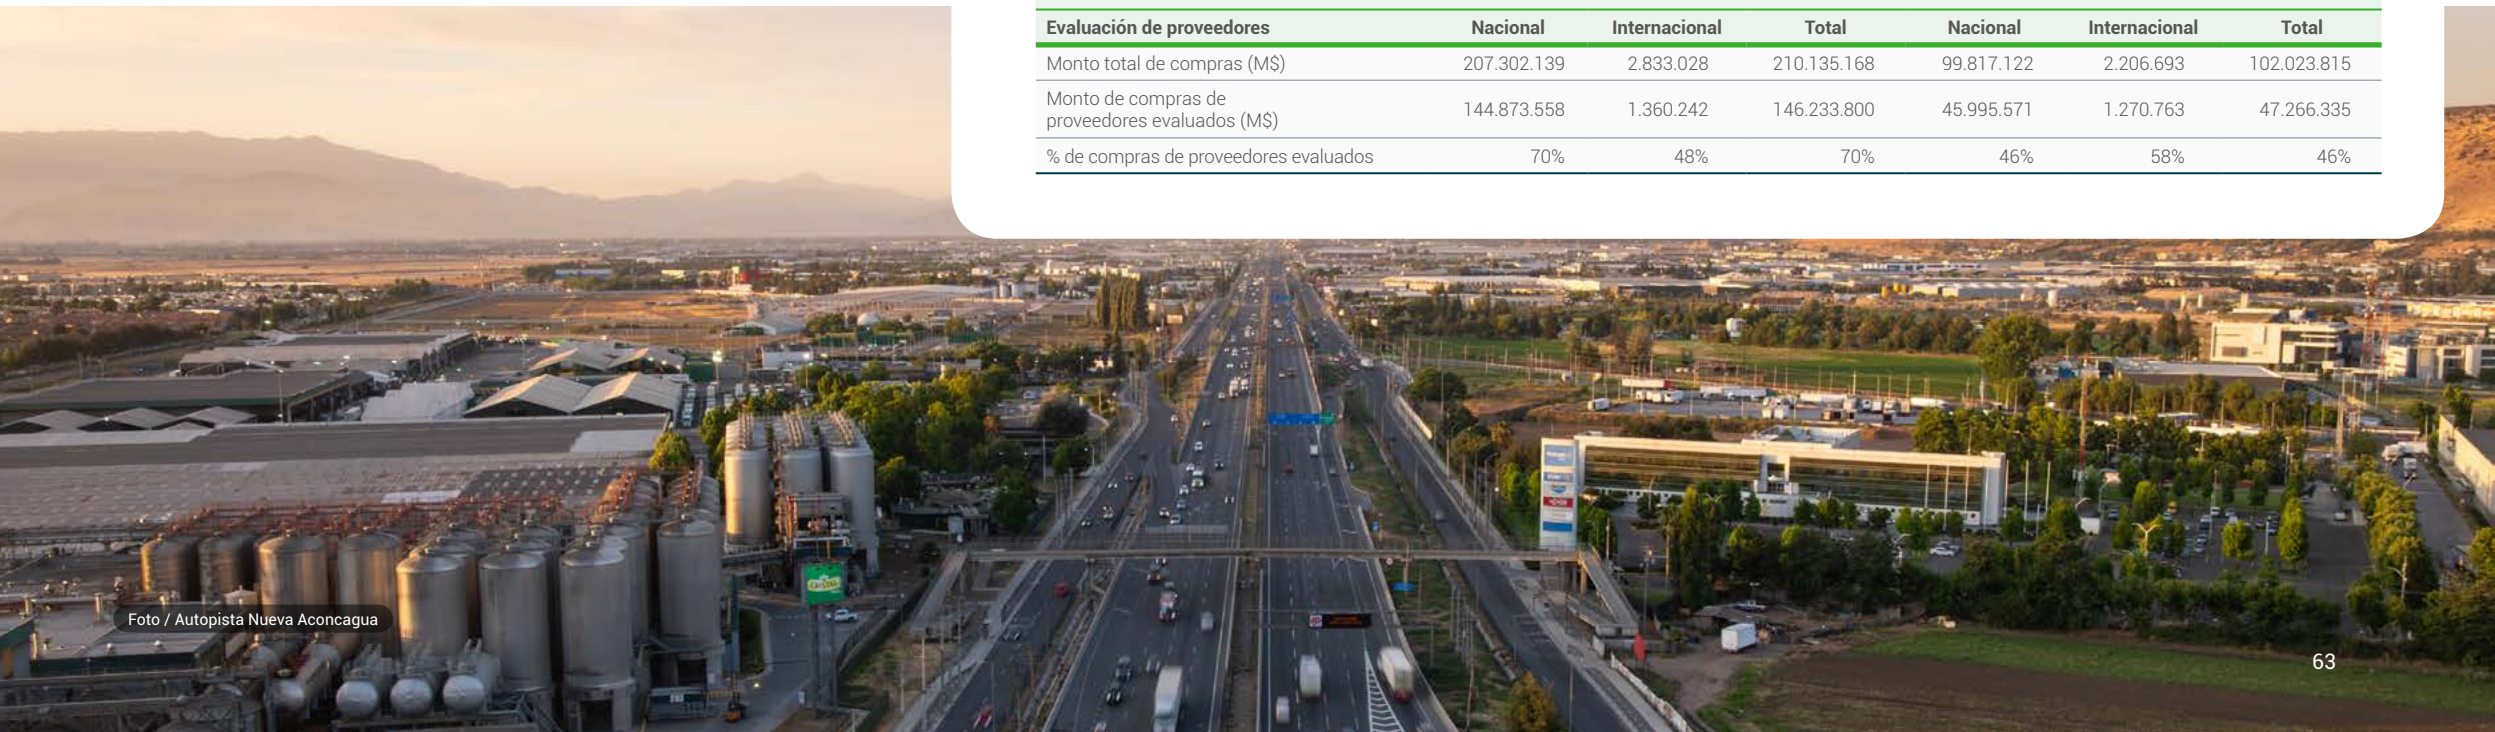 Evaluación de proveedores Nacional Internacional Total Nacional Internacional Total
Monto total de compras (M$) 207.302.139 2.833.028 210.135.168 99.817.122 2.206.693 102.023.815
Monto de compras de
proveedores evaluados (M$) 144.873.558 1.360.242 146.233.800 45.995.571 1.270.763 47.266.335
% de compras de proveedores evaluados 70% 48% 70% 46% 58% 46%
Foto / Autopista Nueva Aconcagua
63